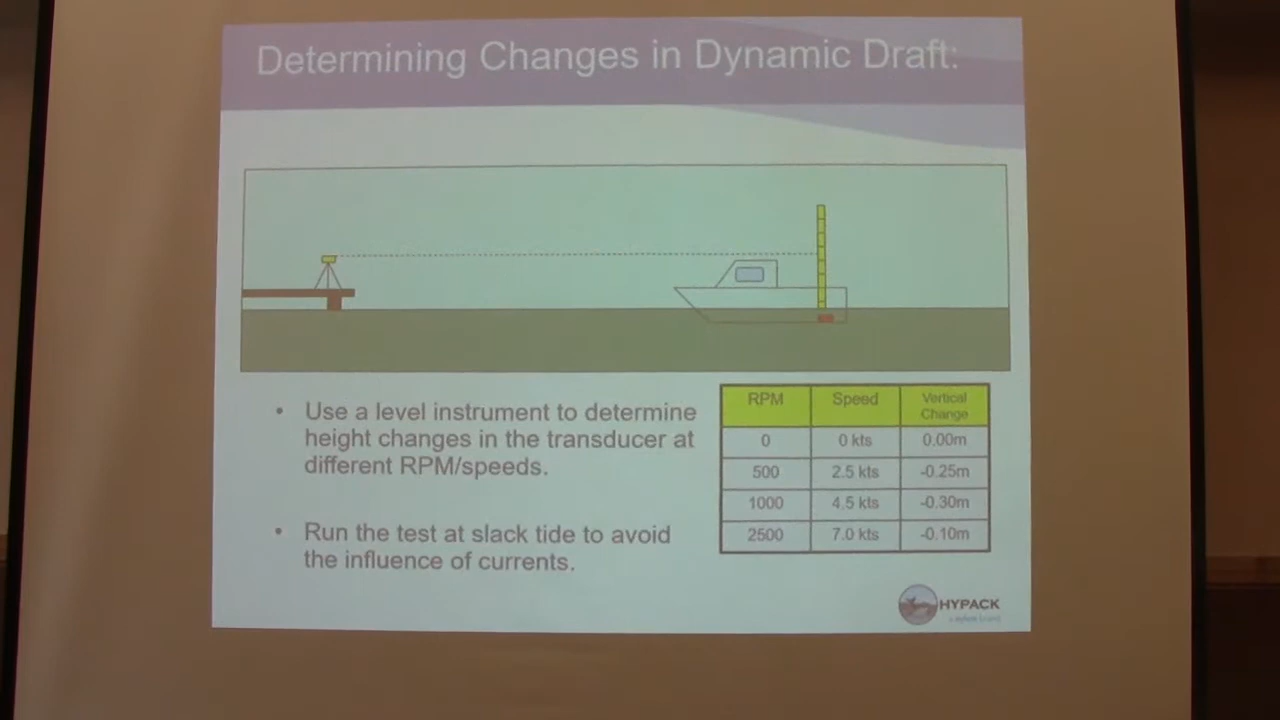 Determining Changes in Dynamic Draft:
• Use a level instrument to determine
height changes in the transducer at
different RPM/speeds.
• Run the test at slack tide to avoid
the influence of currents.
RPM Speed Vertical Change
0 0 kts 0.00m
500 2.5 kts -0.25m
1000 4.5 kts -0.30m
2500 7.0 kts -0.10m
HYPACK